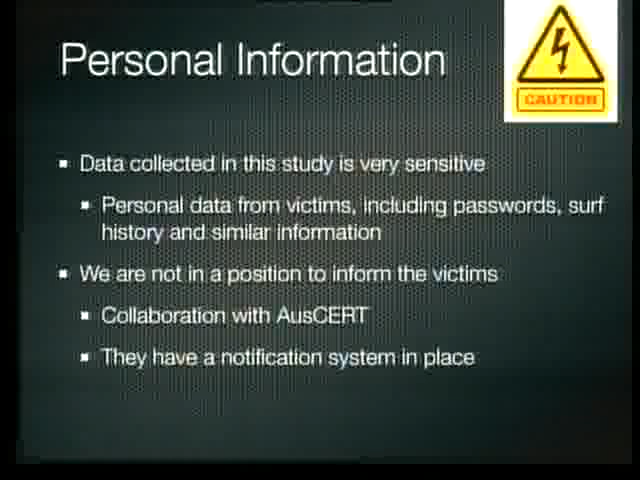 Personal Information
CAUTION
Data collected in this study is very sensitive
Personal data from victims, including passwords, surf
history and similar information
We are not in a position to inform the victims
Collaboration with AusCERT
They have a notification system in place